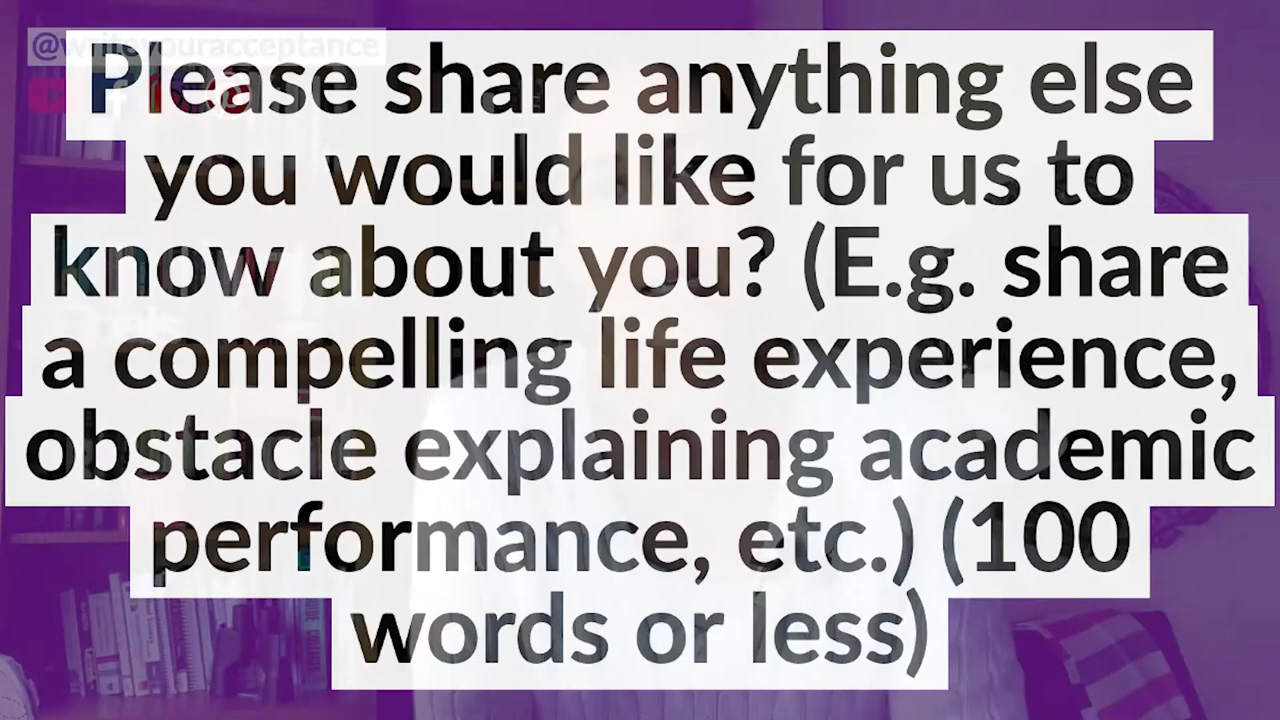 @writeyouracceptance
Please share anything else
you would like for us to
know about you? (E.g. share
a compelling life experience,
obstacle explaining academic
performance, etc.) (100
words or less)